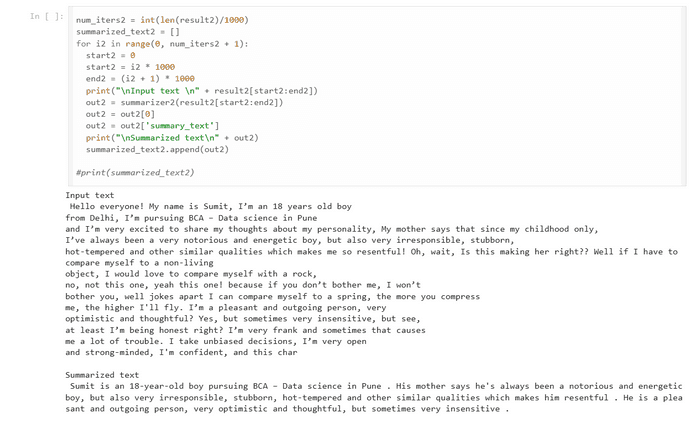 In [ ]:
num_iters2 = int(len(result2)/1000)
summarized_text2 = []
for i2 in range(0, num_iters2 + 1):
  start2 = 0
  start2 = i2 * 1000
  end2 = (i2 + 1) * 1000
  print("\nInput text \n" + result2[start2:end2])
  out2 = summarizer2(result2[start2:end2])
  out2 = out2[0]
  out2 = out2['summary_text']
  print("\nSummarized text\n" + out2)
  summarized_text2.append(out2)

#print(summarized_text2)
Input text
 Hello everyone! My name is Sumit, I’m an 18 years old boy
from Delhi, I’m pursuing BCA – Data science in Pune
and I’m very excited to share my thoughts about my personality, My mother says that since my childhood only,
I’ve always been a very notorious and energetic boy, but also very irresponsible, stubborn,
hot-tempered and other similar qualities which makes me so resentful! Oh, wait, Is this making her right?? Well if I have to
compare myself to a non-living
object, I would love to compare myself with a rock,
no, not this one, yeah this one! because if you don’t bother me, I won’t
bother you, well jokes apart I can compare myself to a spring, the more you compress
me, the higher I'll fly. I’m a pleasant and outgoing person, very
optimistic and thoughtful? Yes, but sometimes very insensitive, but see,
at least I’m being honest right? I’m very frank and sometimes that causes
me a lot of trouble. I take unbiased decisions, I’m very open
and strong-minded, I'm confident, and this char
Summarized text
 Sumit is an 18-year-old boy pursuing BCA – Data science in Pune . His mother says he's always been a notorious and energetic
boy, but also very irresponsible, stubborn, hot-tempered and other similar qualities which makes him resentful . He is a plea
sant and outgoing person, very optimistic and thoughtful, but sometimes very insensitive .